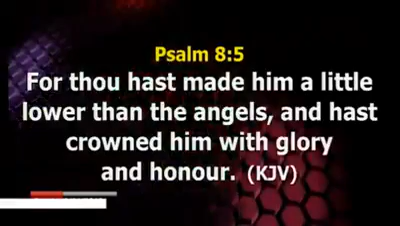 Psalm 8:5
For thou hast made him a little
lower than the angels, and hast
crowned him with glory
and honour. (KJV)